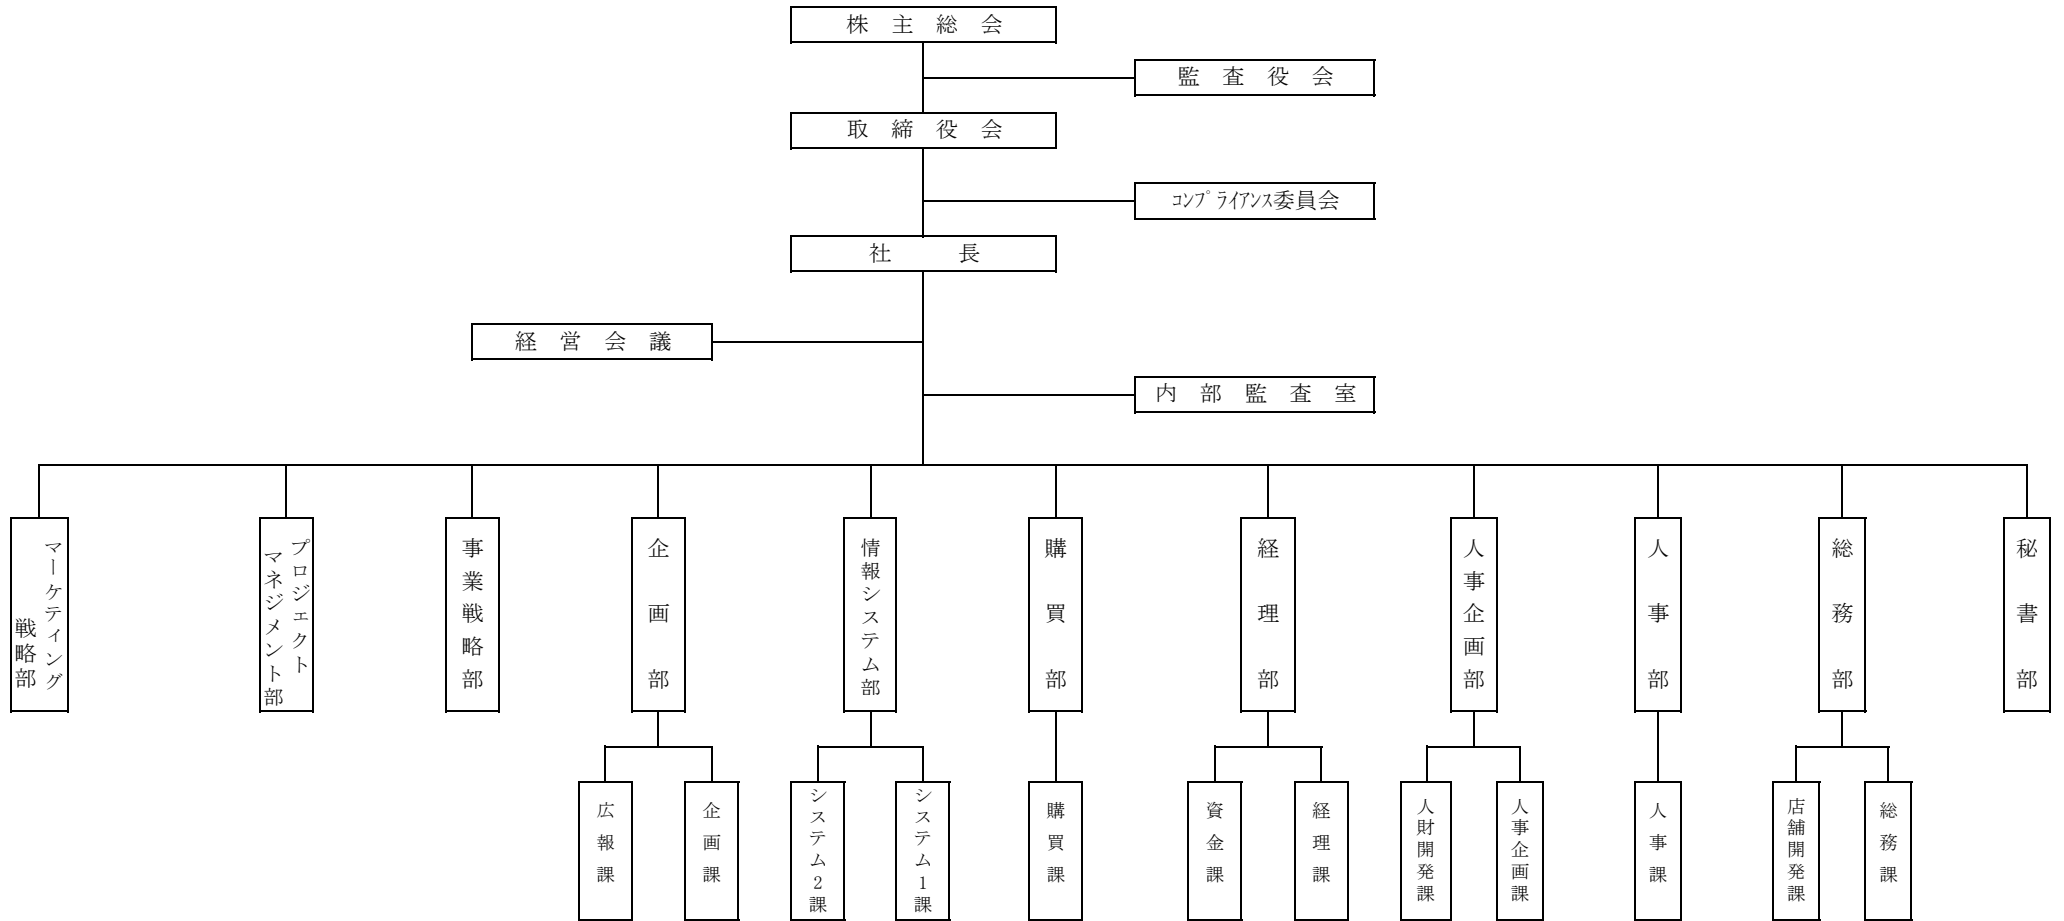 株主総会
監査役会
取締役会
ｺﾝﾌﾟﾗｲｱﾝｽ委員会
社長
経営会議
内部監査室
マーケティング
戦略部
プロジェクト
マネジメント部
事業戦略部
企画部
情報システム部
購買部
経理部
人事企画部
人事部
総務部
秘書部
広報課
企画課
システム2課
システム1課
購買課
資金課
経理課
人財開発課
人事企画課
人事課
店舗開発課
総務課